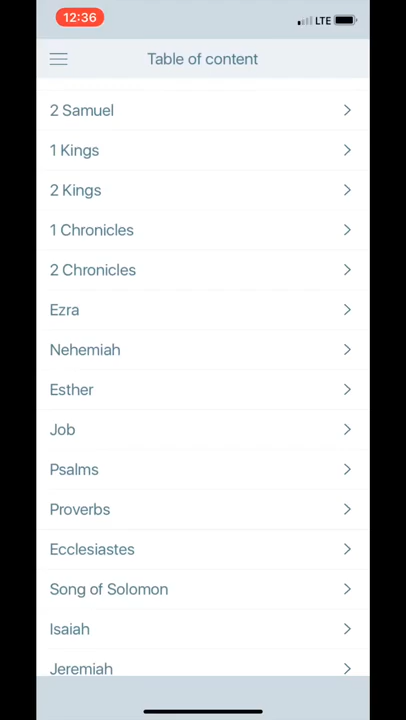 12:36
LTE
Table of content
2 Samuel
1 Kings
2 Kings
1 Chronicles
2 Chronicles
Ezra
Nehemiah
Esther
Job
Psalms
Proverbs
Ecclesiastes
Song of Solomon
Isaiah
Jeremiah